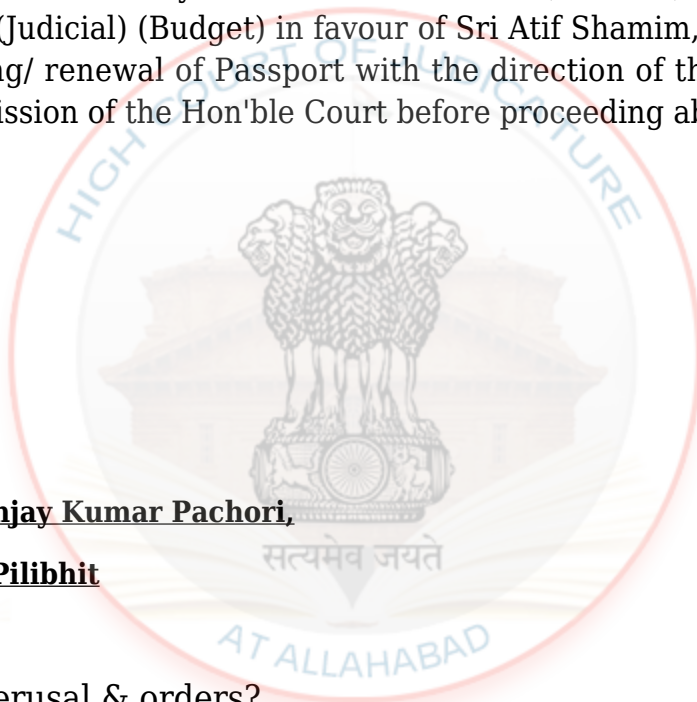 (Judicial) (Budget) in favour of Sri Atif Shamim,
ng/ renewal of Passport with the direction of th
ission of the Hon'ble Court before proceeding ab
HIGH COURT OF JUDICATURE
njay Kumar Pachori,
सत्यमेव जयते
Pilibhit
AT ALLAHABAD
erusal & orders?